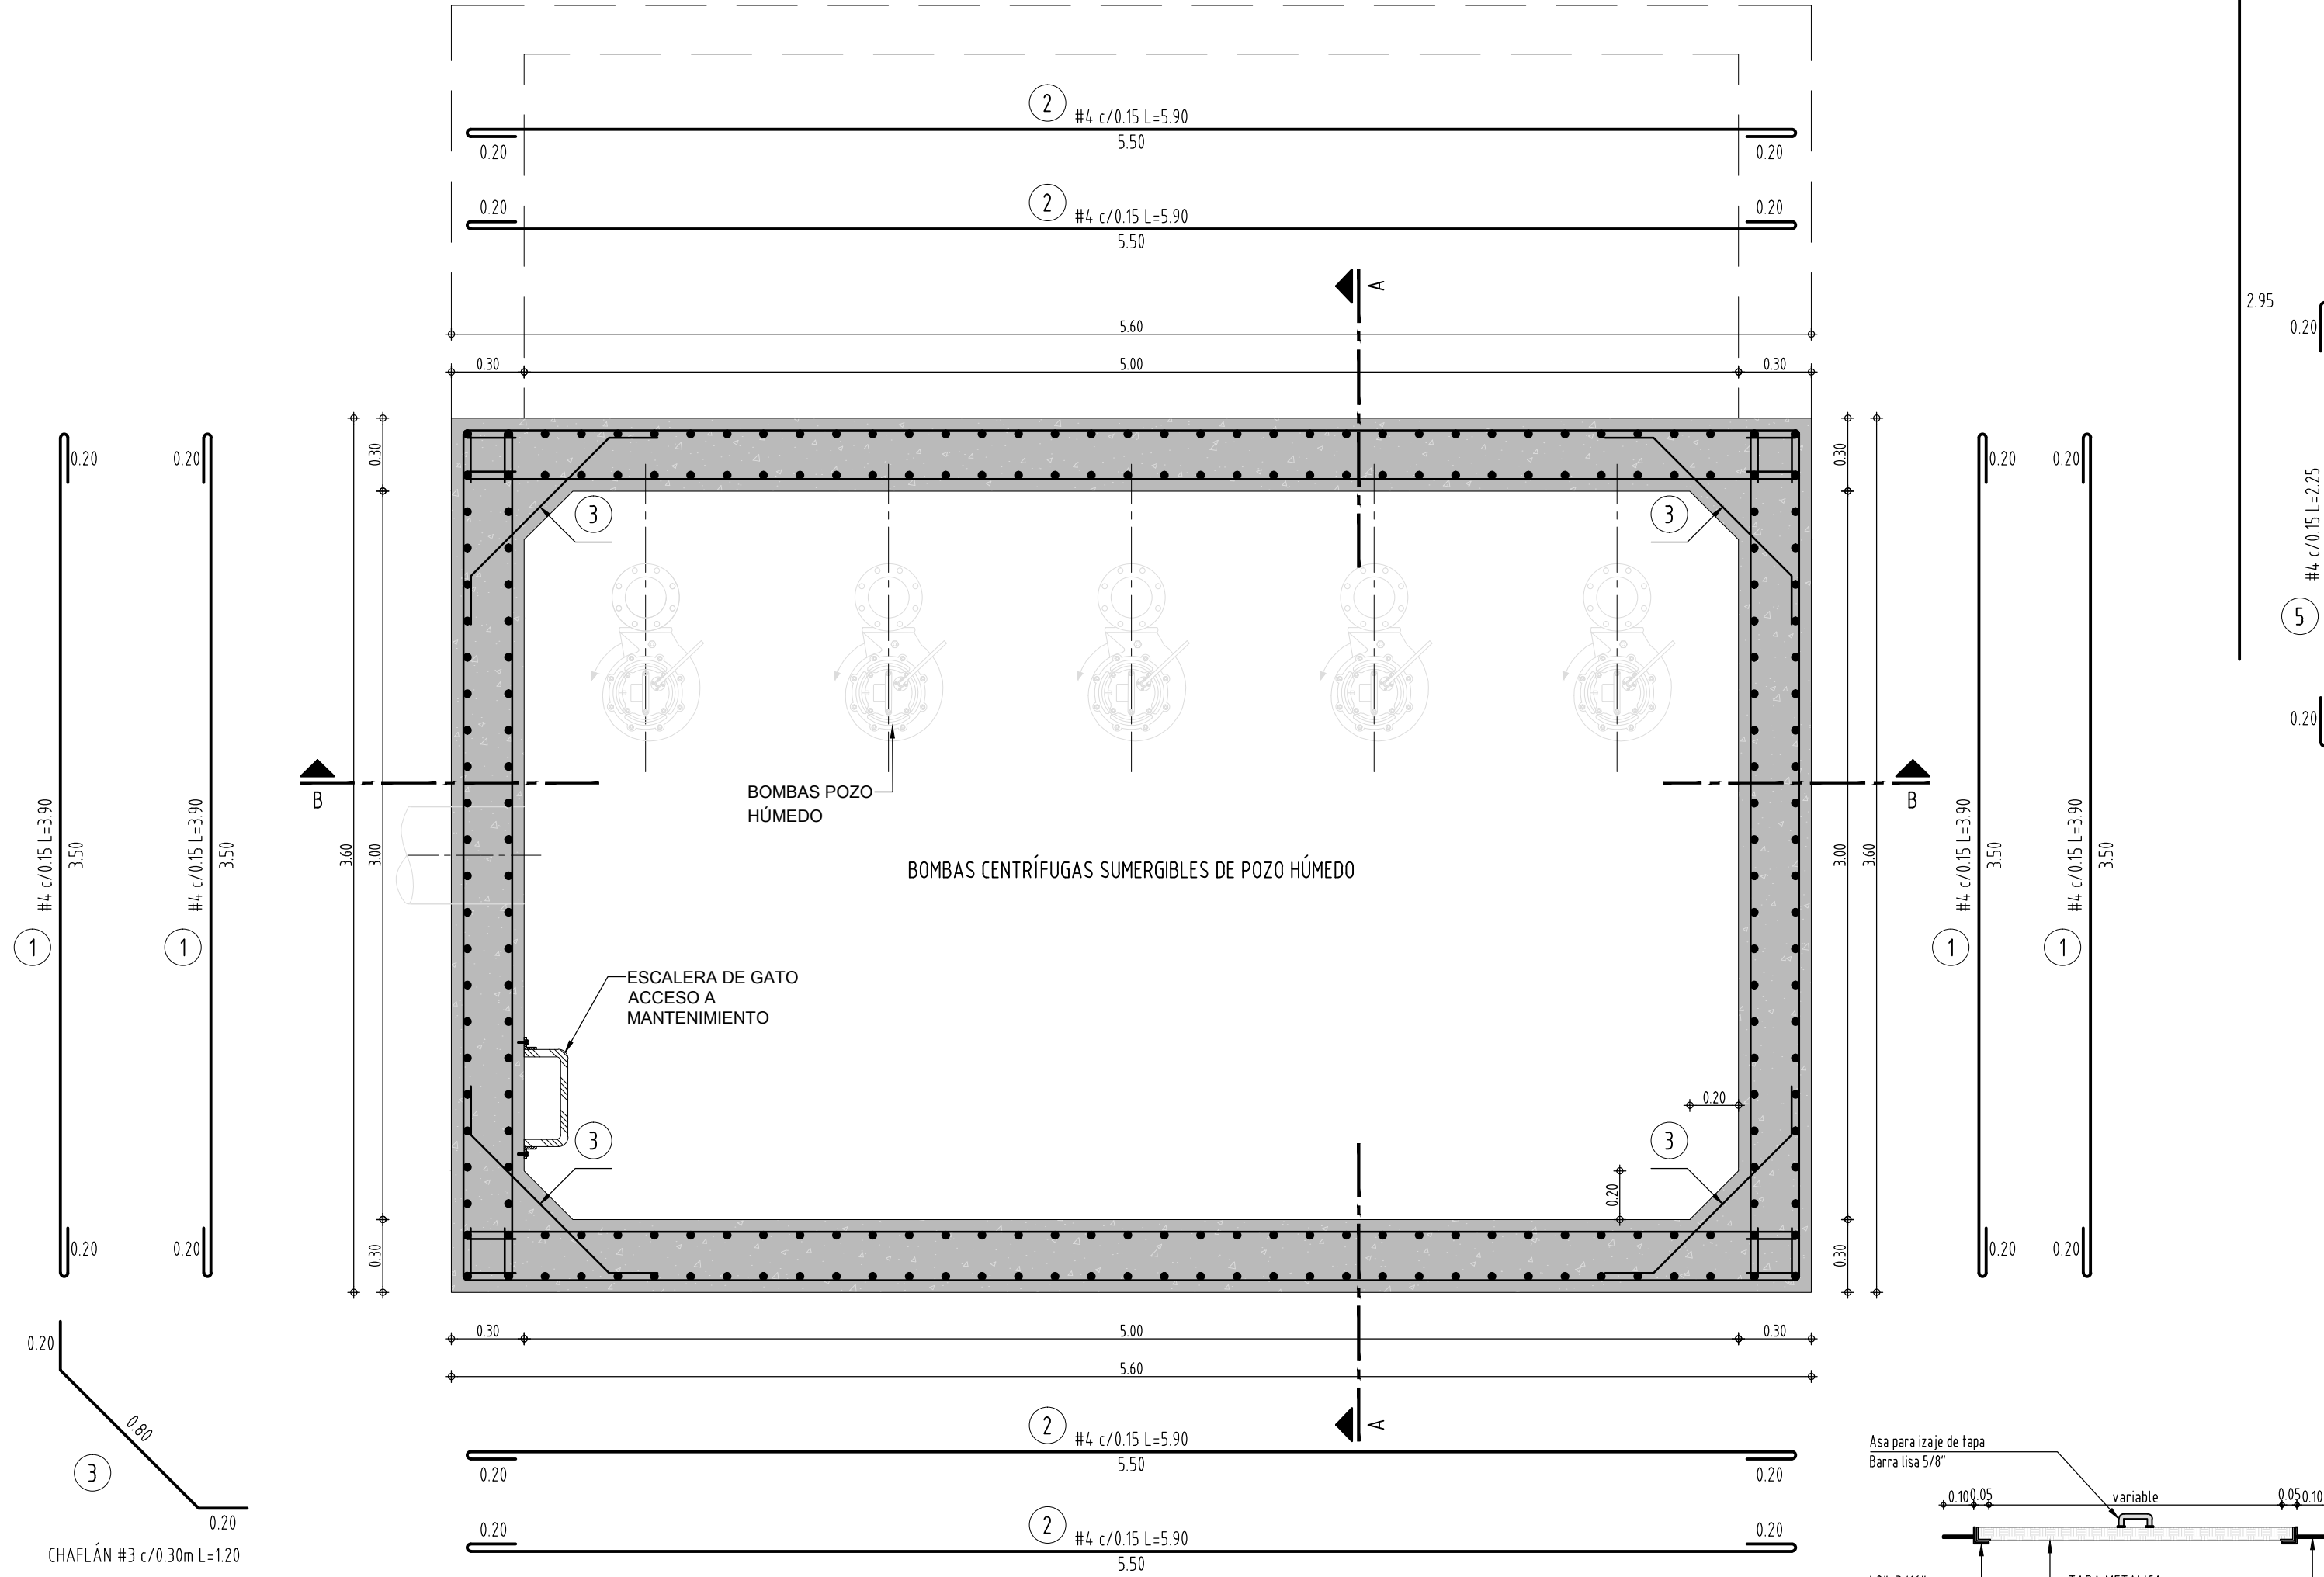 2
#4 c/0.15 L=5.90
5.50
0.20
0.20
0.20
2
#4 c/0.15 L=5.90
0.20
5.50
A
5.60
0.30
5.00
0.30
2.95
0.20
#4 c/0.15 L=2.25
5
0.20
0.20
0.20
0.30
0.30
0.20
0.20
3
3
B
B
#4 c/0.15 L=3.90
3.50
1
#4 c/0.15 L=3.90
3.50
1
3.60
3.00
BOMBAS POZO
HÚMEDO
BOMBAS CENTRÍFUGAS SUMERGIBLES DE POZO HÚMEDO
3.00
3.60
#4 c/0.15 L=3.90
3.50
1
#4 c/0.15 L=3.90
3.50
1
ESCALERA DE GATO
ACCESO A
MANTENIMIENTO
0.20
3
3
0.20
0.20
0.20
0.30
0.30
0.20
0.20
0.30
5.00
0.30
5.60
0.20
0.80
3
0.20
CHAFLÁN #3 c/0.30m L=1.20
A
2
#4 c/0.15 L=5.90
5.50
0.20
0.20
0.20
2
#4 c/0.15 L=5.90
0.20
5.50
Asa para izaje de tapa
Barra lisa 5/8"
0.10
0.05
variable
0.05
0.10